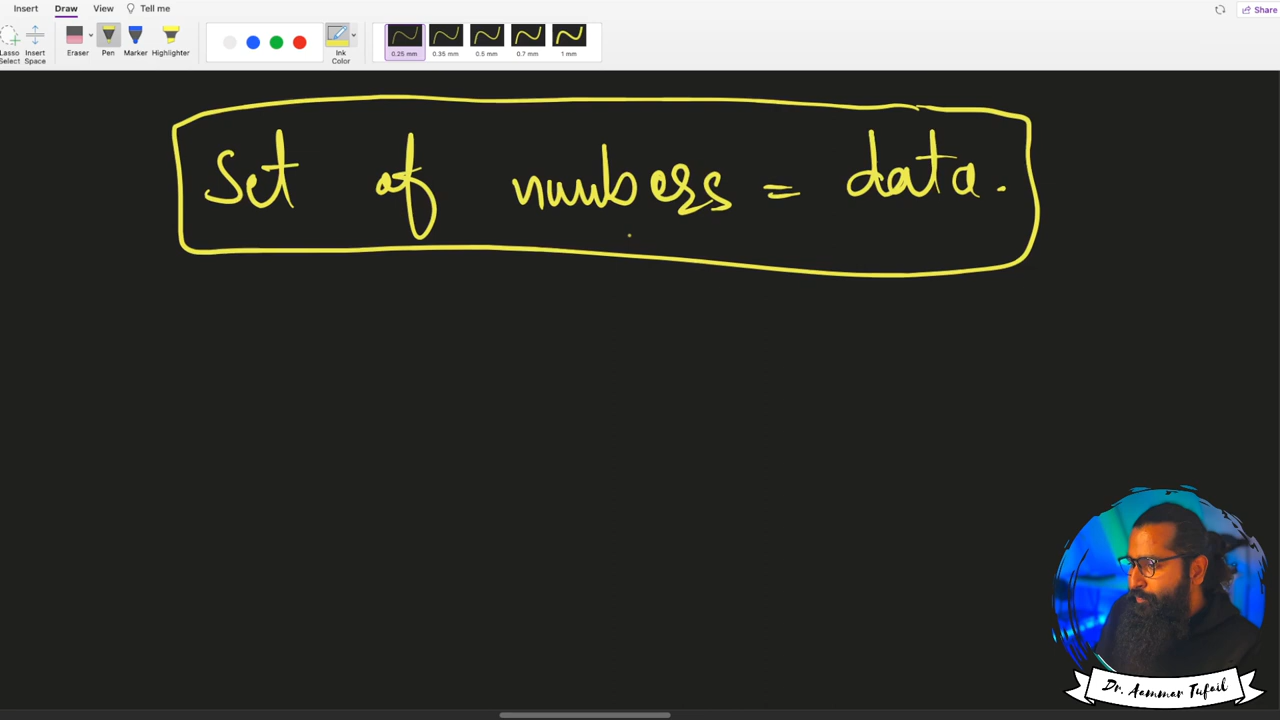 Insert Draw View Tell me Share
Lasso Select Insert Space Eraser Pen Marker Highlighter Ink Color 0.25 mm 0.35 mm 0.5 mm 0.7 mm 1 mm
Set of numbers = data.
Dr. Aammar Tufail